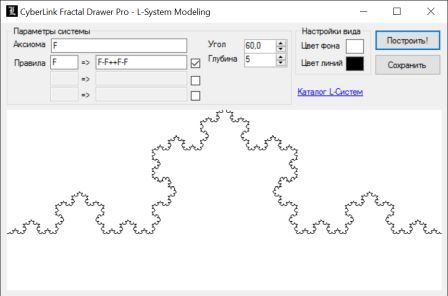 CyberLink Fractal Drawer Pro - L-System Modeling
Параметры системы
Аксиома F
Угол 60,0
Правила F => F-F++F-F
Глубина 5
=>
=>
Настройки вида
Цвет фона
Цвет линий
Построить!
Сохранить
Каталог L-Систем